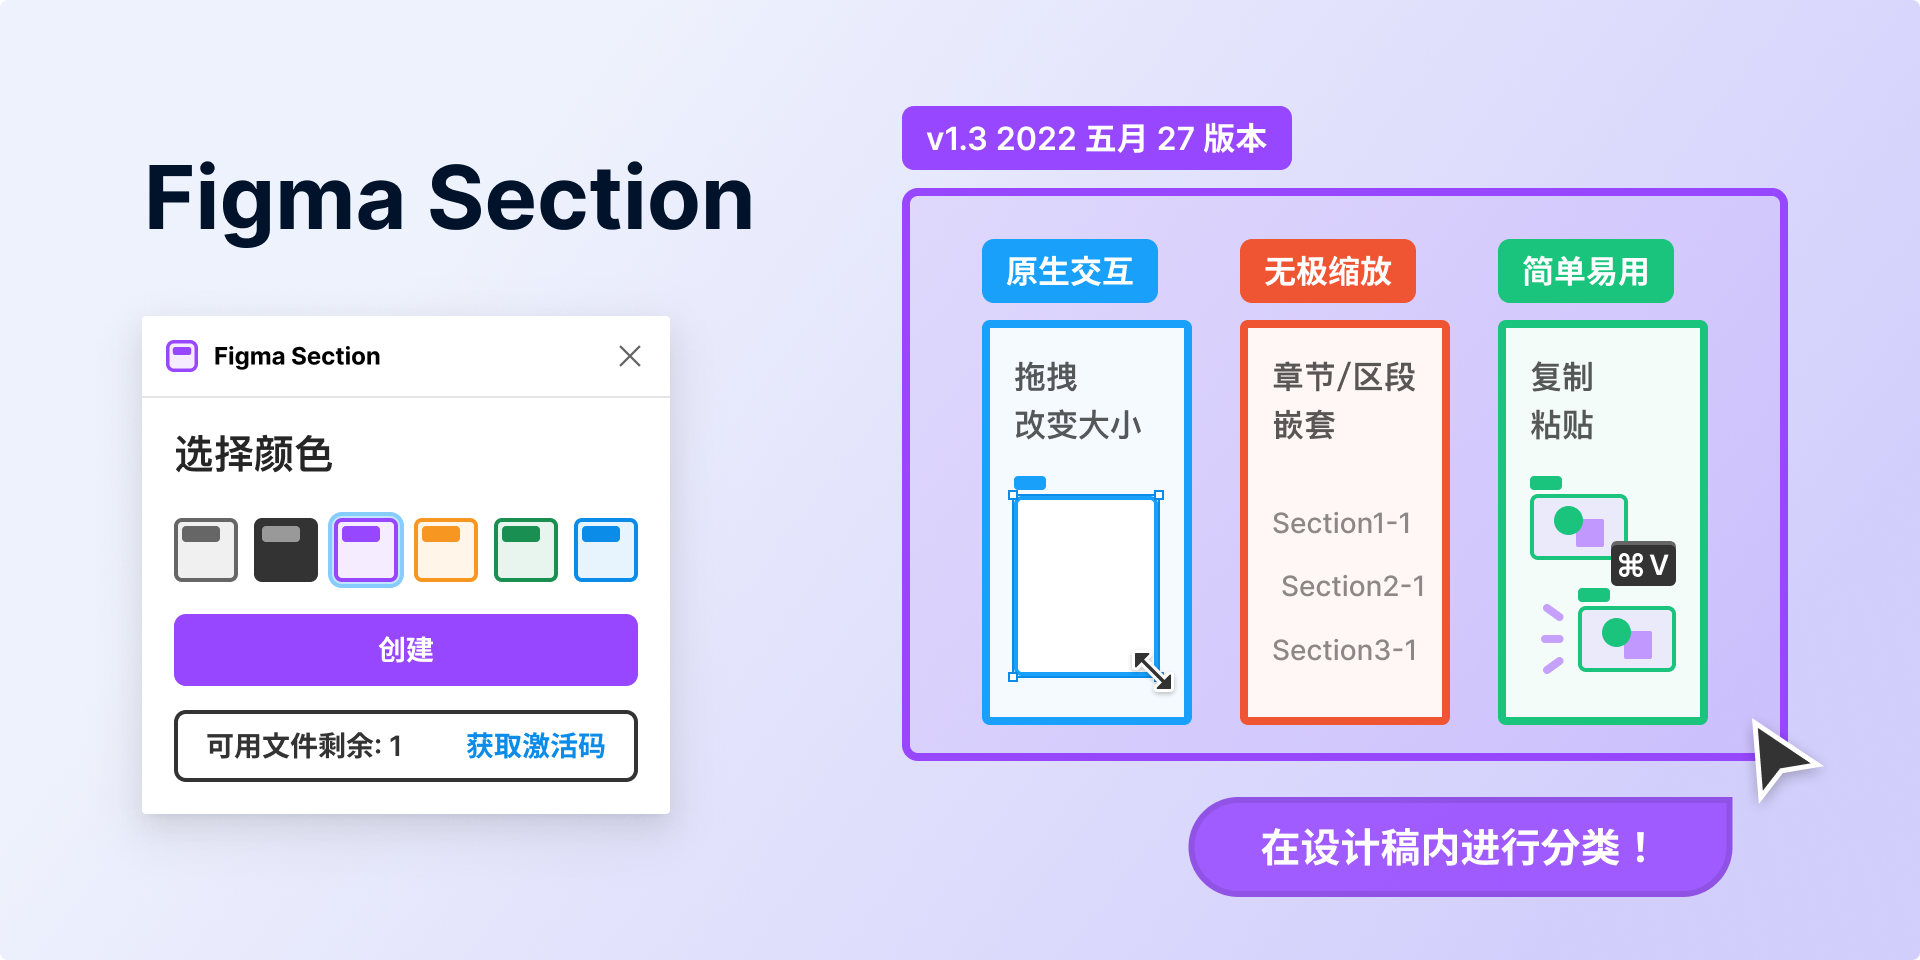 Figma Section
Figma Section
选择颜色
创建
可用文件剩余: 1
获取激活码
v1.3 2022 五月 27 版本
原生交互
拖拽
改变大小
无极缩放
章节/区段
嵌套
Section1-1
Section2-1
Section3-1
简单易用
复制
粘贴
⌘V
在设计稿内进行分类！